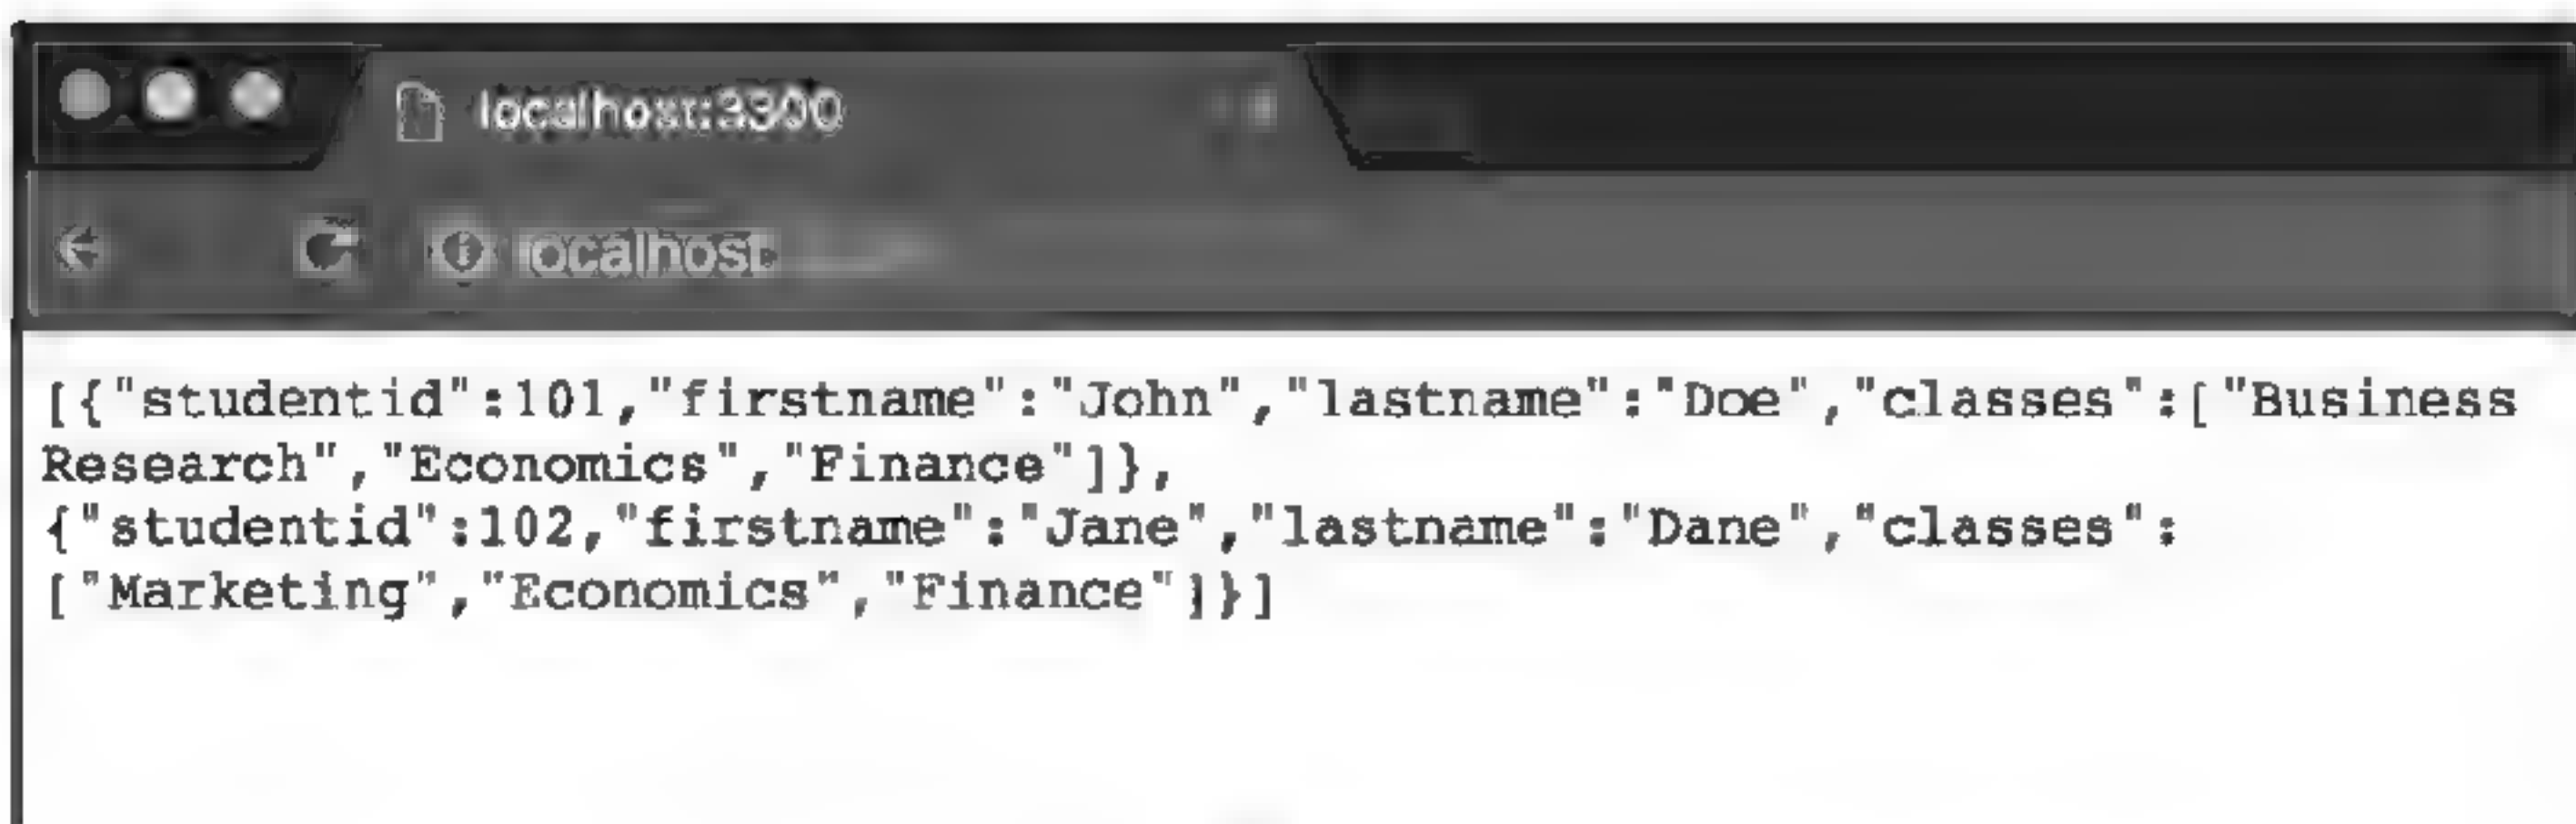 localhost:3300
localhost
[{"studentid":101,"firstname":"John","lastname":"Doe","classes":["Business
Research","Economics","Finance"]},
{"studentid":102,"firstname":"Jane","lastname":"Dane","classes":
["Marketing","Economics","Finance"]}]